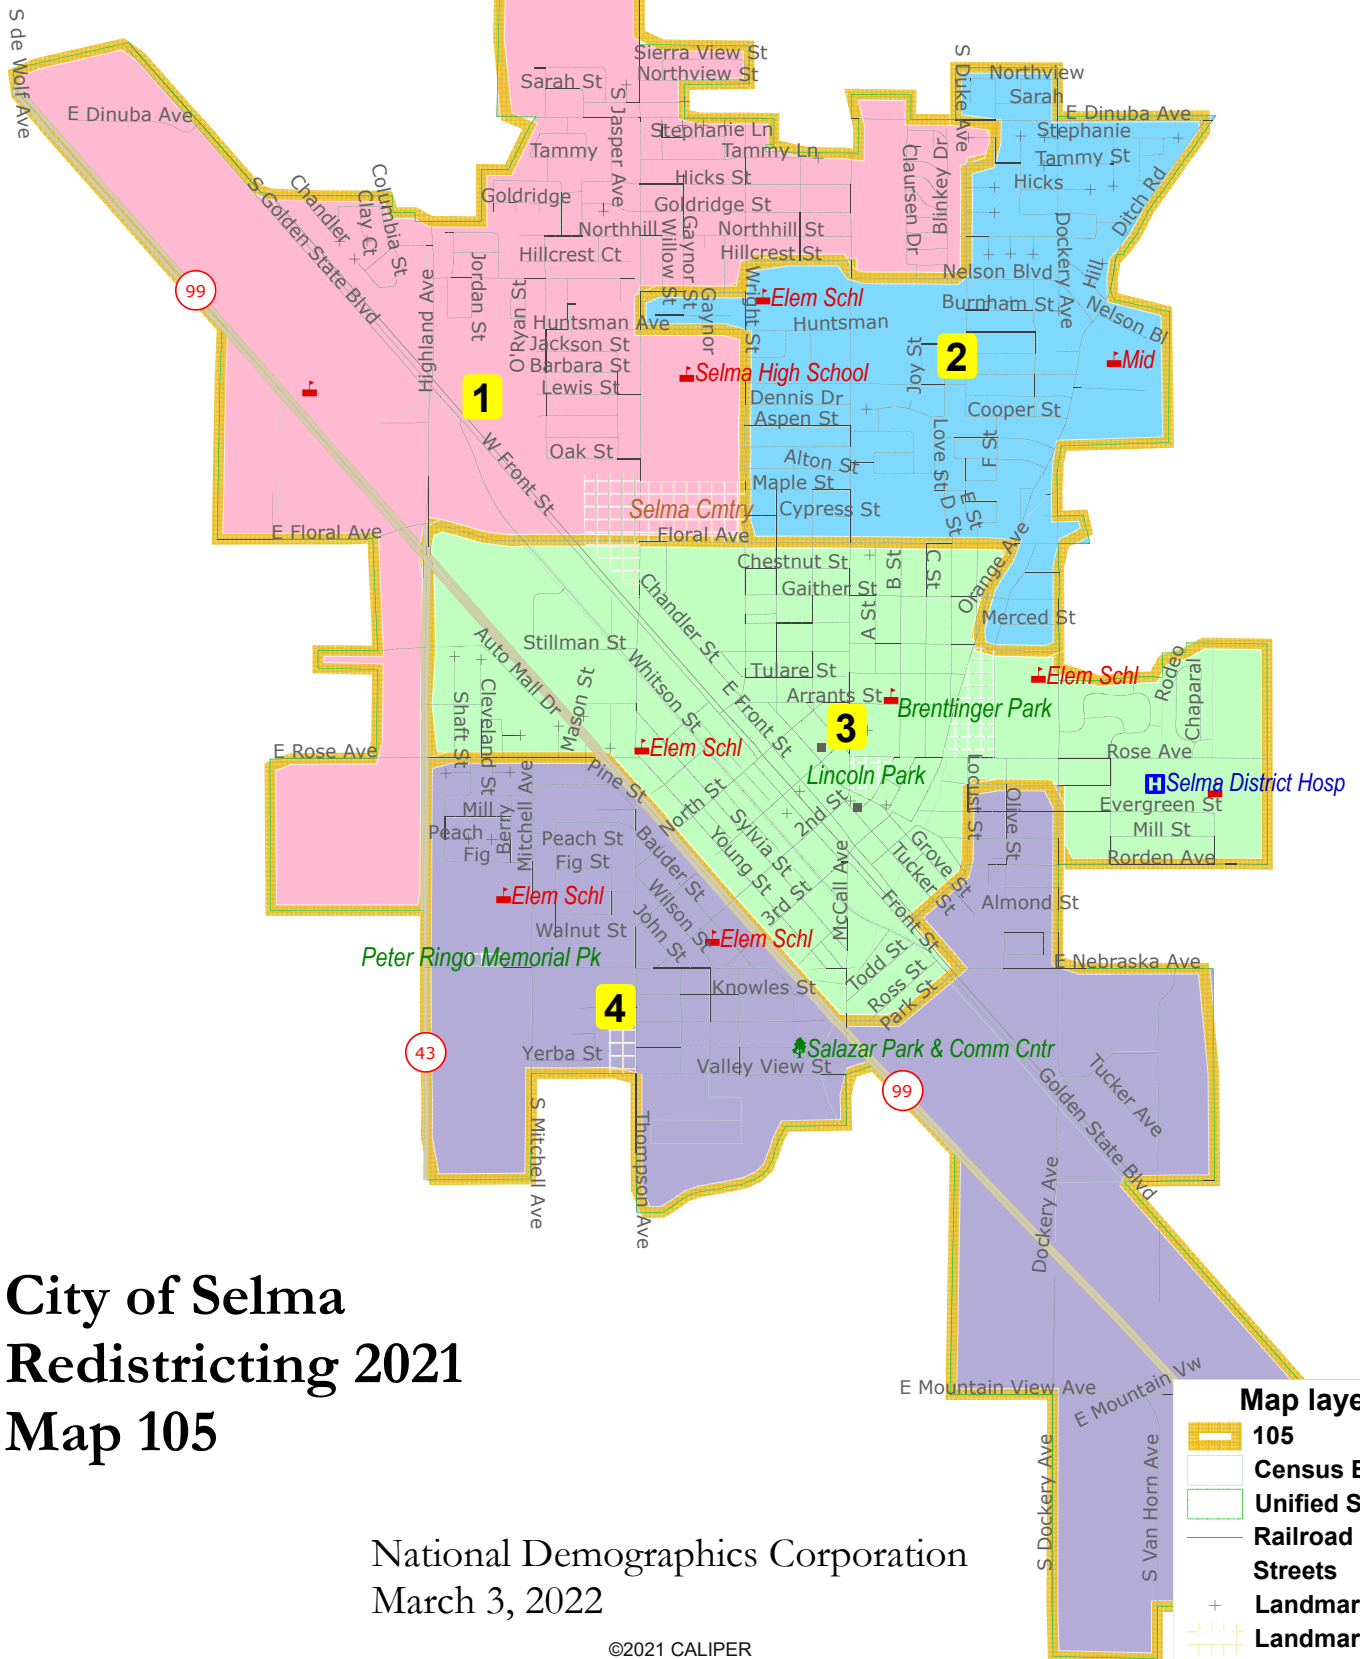 S de Wolf Ave
Sierra View St
Northview St
Sarah St
S Jasper Ave
S Duke Ave
Northview
Sarah
E Dinuba Ave
E Dinuba Ave
Stephanie Ln
Stephanie
Tammy
Tammy Ln
Tammy St
Claursen Dr
Blinkey Dr
Hicks St
Hicks
Ditch Rd
Columbia St
Chandler
Clay Ct
S Golden State Blvd
Goldridge
Goldridge St
Northhill
Northhill St
Willow St
Gaynor St
Dockery Ave
Hillcrest Ct
Hillcrest St
Nelson Blvd
Hill
99
Highland Ave
Jordan St
O'Ryan St
Gaynor
Wright St
Elem Schl
Burnham St
Nelson Bl
Huntsman Ave
Huntsman
Jackson St
Joy St
2
Mid
Barbara St
Selma High School
Lewis St
1
Dennis Dr
Aspen St
Cooper St
W Front St
Oak St
Alton St
Love St
F St
Maple St
Selma Cmtry
Cypress St
D St
E St
E Floral Ave
Floral Ave
Orange Ave
Chestnut St
B St
C St
Gaither St
Chandler St
A St
Merced St
Stillman St
Auto Mall Dr
Whitson St
Tulare St
Elem Schl
Rodeo
Chaparral
Arrants St
Brentlinger Park
Shaft St
Cleveland St
Mason St
E Front St
3
E Rose Ave
Elem Schl
Rose Ave
Pine St
Lincoln Park
Locust St
Selma District Hosp
H
Mitchell Ave
North St
Olive St
Evergreen St
Mill
Berry
Sylvia St
2nd St
Mill St
Peach
Fig
Peach St
Fig St
Bauder St
Young St
Grove St
Tucker St
Rorden Ave
Elem Schl
Wilson St
3rd St
McCall Ave
Almond St
Walnut St
John St
Elem Schl
Front St
Peter Ringo Memorial Pk
Todd St
E Nebraska Ave
Knowles St
Ross St
Park St
4
43
Yerba St
Salazar Park & Comm Cntr
Valley View St
99
Golden State Blvd
Tucker Ave
S Mitchell Ave
Thompson Ave
Dockery Ave
City of Selma
Redistricting 2021
Map 105
E Mountain View Ave
E Mountain Vw
S Dockery Ave
S Van Horn Ave
Map laye
105
Census B
Unified S
Railroad
Streets
Landmar
Landmar
National Demographics Corporation
March 3, 2022
©2021 CALIPER